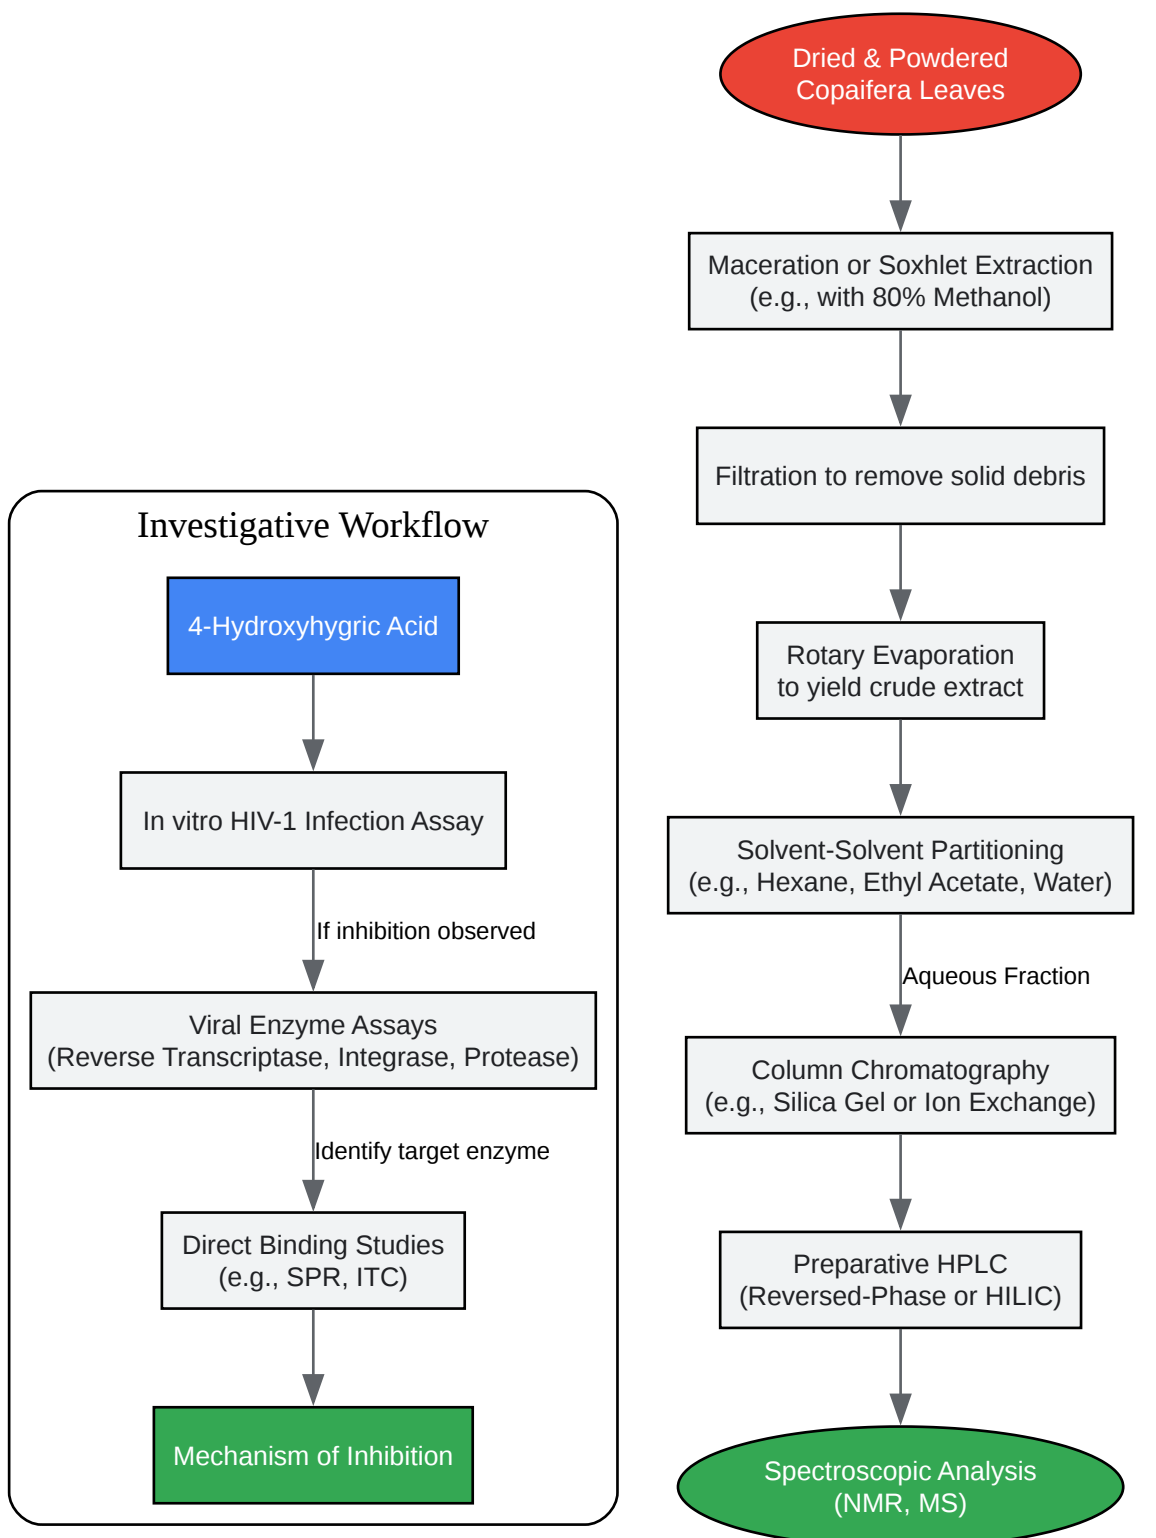 Investigative Workflow
4-Hydroxyhygric Acid
In vitro HIV-1 Infection Assay
If inhibition observed
Viral Enzyme Assays
(Reverse Transcriptase, Integrase, Protease)
Identify target enzyme
Direct Binding Studies
(e.g., SPR, ITC)
Mechanism of Inhibition
Dried & Powdered
Copaifera Leaves
Maceration or Soxhlet Extraction
(e.g., with 80% Methanol)
Filtration to remove solid debris
Rotary Evaporation
to yield crude extract
Solvent-Solvent Partitioning
(e.g., Hexane, Ethyl Acetate, Water)
Aqueous Fraction
Column Chromatography
(e.g., Silica Gel or Ion Exchange)
Preparative HPLC
(Reversed-Phase or HILIC)
Spectroscopic Analysis
(NMR, MS)